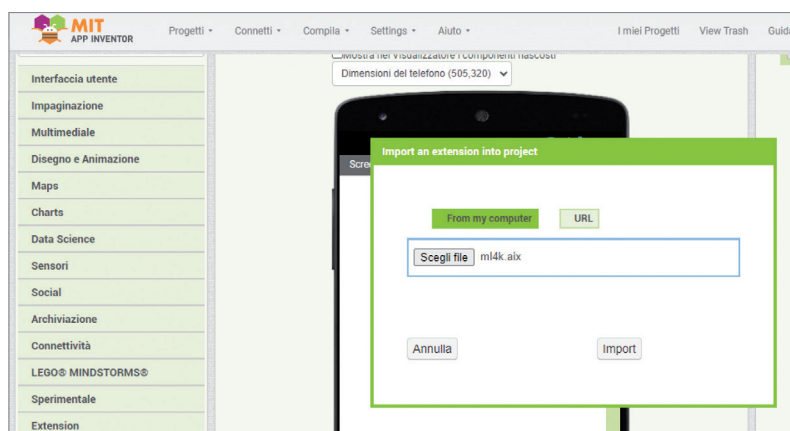 MIT
APP INVENTOR
Progetti
Connetti
Compila
Settings
Aiuto
I miei Progetti
View Trash
Guida
Mostra nel Visualizzatore i componenti nascosti
Dimensioni del telefono (505,320)
Interfaccia utente
Impaginazione
Multimediale
Disegno e Animazione
Maps
Charts
Data Science
Sensori
Social
Archiviazione
Connettività
LEGO® MINDSTORMS®
Sperimentale
Extension
Scre
Import an extension into project
From my computer
URL
Scegli file ml4k.aix
Annulla
Import